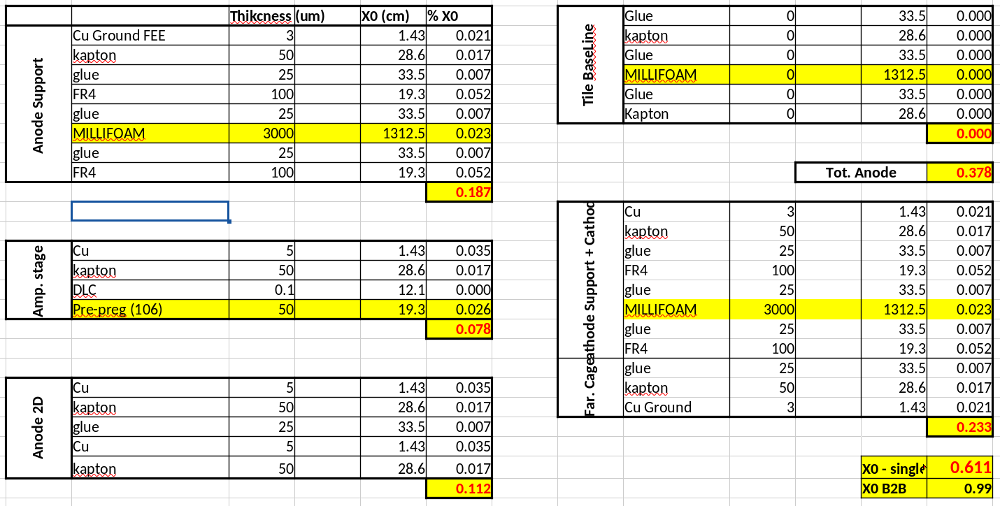 Thikcness (um) X0 (cm) % X0
Anode Support
Cu Ground FEE 3 1.43 0.021
kapton 50 28.6 0.017
glue 25 33.5 0.007
FR4 100 19.3 0.052
glue 25 33.5 0.007
MILLIFOAM 3000 1312.5 0.023
glue 25 33.5 0.007
FR4 100 19.3 0.052
0.187
Amp. stage
Cu 5 1.43 0.035
kapton 50 28.6 0.017
DLC 0.1 12.1 0.000
Pre-preg (106) 50 19.3 0.026
0.078
Anode 2D
Cu 5 1.43 0.035
kapton 50 28.6 0.017
glue 25 33.5 0.007
Cu 5 1.43 0.035
kapton 50 28.6 0.017
0.112
Tile BaseLine
Glue 0 33.5 0.000
kapton 0 28.6 0.000
Glue 0 33.5 0.000
MILLIFOAM 0 1312.5 0.000
Glue 0 33.5 0.000
Kapton 0 28.6 0.000
0.000
Tot. Anode 0.378
athode Support + Cathod
Cu 3 1.43 0.021
kapton 50 28.6 0.017
glue 25 33.5 0.007
FR4 100 19.3 0.052
glue 25 33.5 0.007
MILLIFOAM 3000 1312.5 0.023
glue 25 33.5 0.007
FR4 100 19.3 0.052
Far. Cage
glue 25 33.5 0.007
kapton 50 28.6 0.017
Cu Ground 3 1.43 0.021
0.233
X0 - single 0.611
X0 B2B 0.99